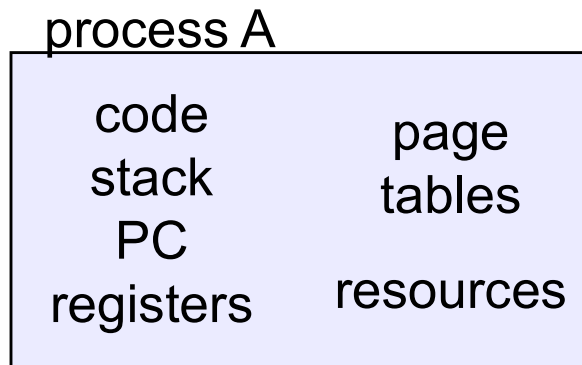 process A
code
stack
PC
registers
page
tables
resources